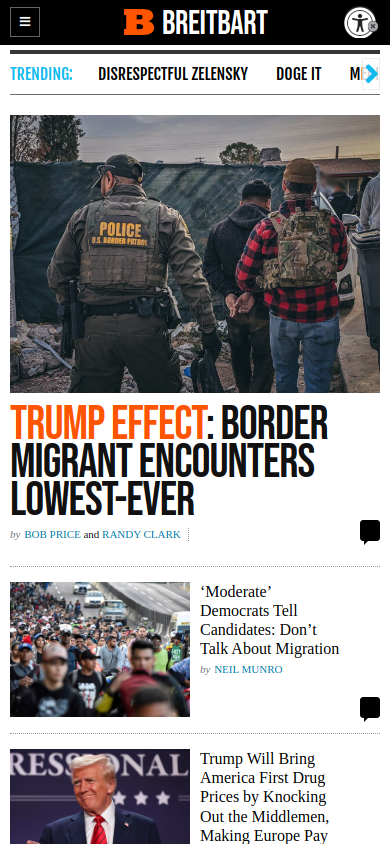 BREITBART
TRENDING:
DISRESPECTFUL ZELENSKY
DOGE IT
POLICE
U.S. BORDER PATROL
TRUMP EFFECT: BORDER
MIGRANT ENCOUNTERS
LOWEST-EVER
by BOB PRICE and RANDY CLARK
‘Moderate’
Democrats Tell
Candidates: Don’t
Talk About Migration
by NEIL MUNRO
Trump Will Bring
America First Drug
Prices by Knocking
Out the Middlemen,
Making Europe Pay